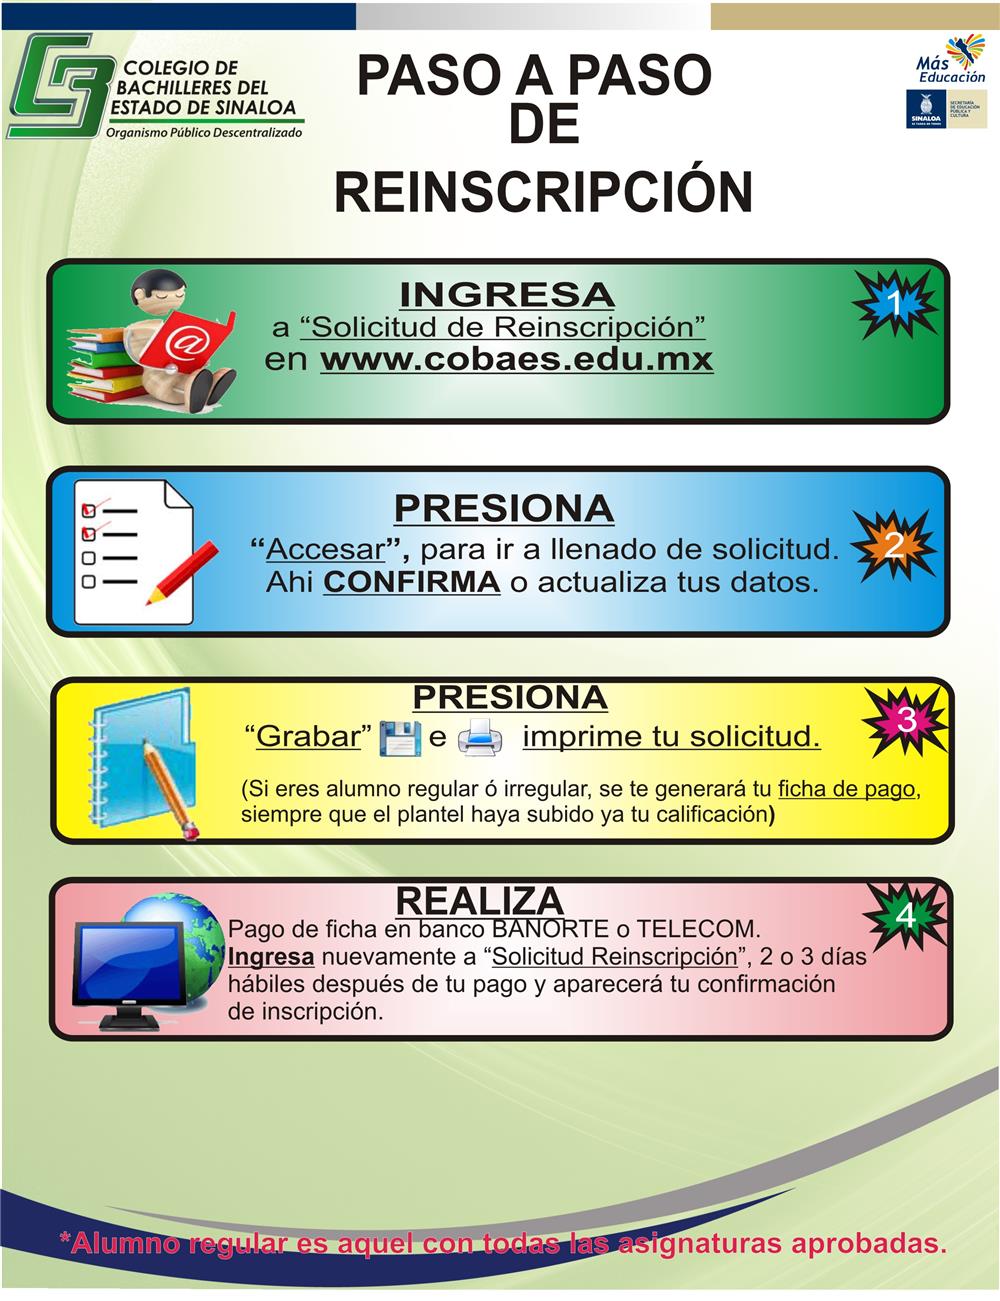 COLEGIO DE
BACHILLERES DEL
ESTADO DE SINALOA
Organismo Público Descentralizado
PASO A PASO
DE
REINSCRIPCIÓN
Más
Educación
SINALOA
SECRETARÍA
DE EDUCACIÓN
PÚBLICA Y
CULTURA
INGRESA
a “Solicitud de Reinscripción”
en www.cobaes.edu.mx
1
@
PRESIONA
“Accesar”, para ir a llenado de solicitud.
Ahi CONFIRMA o actualiza tus datos.
2
PRESIONA
“Grabar” e imprime tu solicitud.
(Si eres alumno regular ó irregular, se te generará tu ficha de pago,
siempre que el plantel haya subido ya tu calificación)
3
REALIZA
Pago de ficha en banco BANORTE o TELECOM.
Ingresa nuevamente a “Solicitud Reinscripción”, 2 o 3 días
hábiles después de tu pago y aparecerá tu confirmación
de inscripción.
4
*Alumno regular es aquel con todas las asignaturas aprobadas.